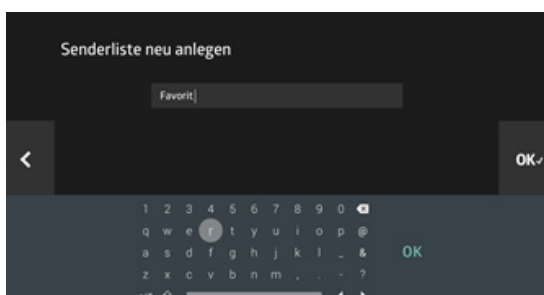 Senderliste neu anlegen
Favorit
OK✓
1 2 3 4 5 6 7 8 9 0
q w e r t y u i o p @
a s d f g h j k l _ &
z x c v b n m , . - ?
OK